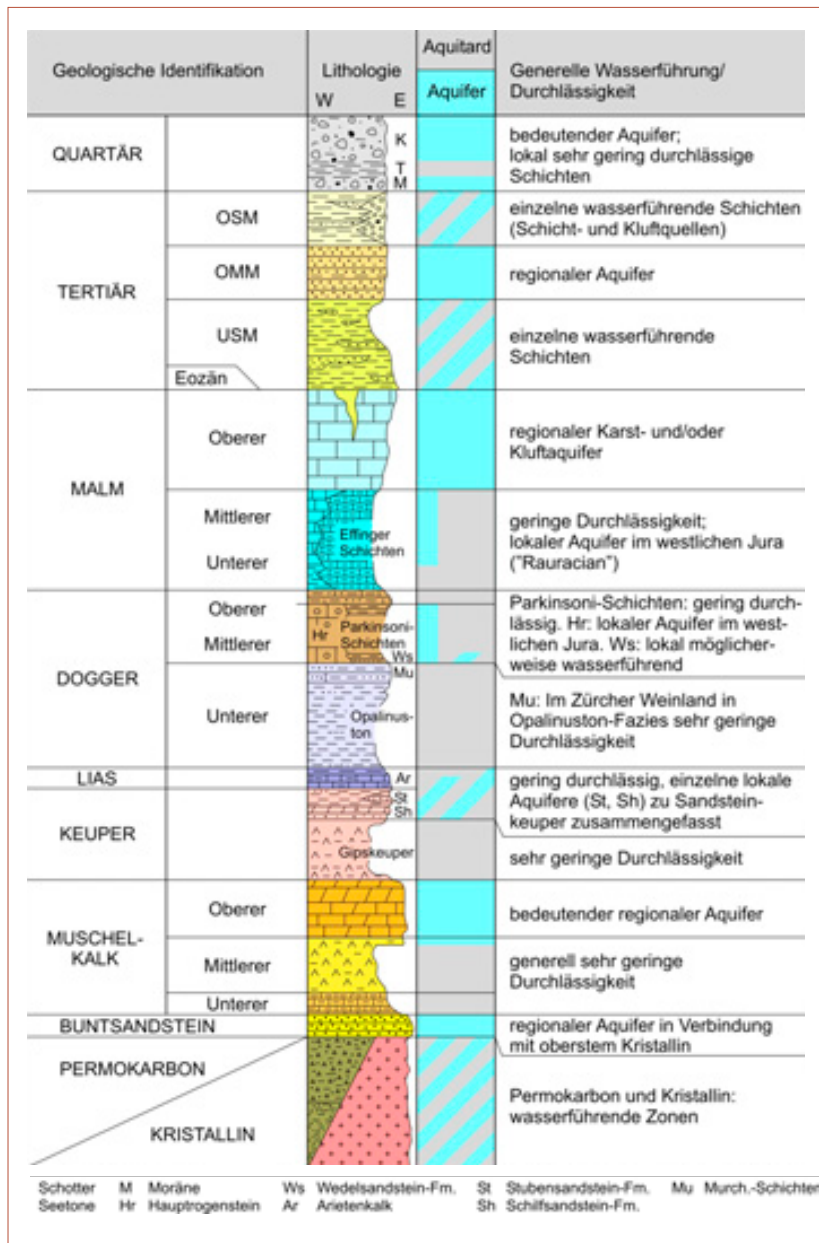 Geologische Identifikation
Lithologie
W E
Aquitard
Aquifer
Generelle Wasserführung/
Durchlässigkeit
QUARTÄR
K
T
M
bedeutender Aquifer;
lokal sehr gering durchlässige
Schichten
TERTIÄR
OSM
einzelne wasserführende Schichten
(Schicht- und Kluftquellen)
OMM
regionaler Aquifer
USM
einzelne wasserführende
Schichten
Eozän
MALM
Oberer
regionaler Karst- und/oder
Kluftaquifer
Mittlerer
Unterer
Effinger
Schichten
geringe Durchlässigkeit;
lokaler Aquifer im westlichen Jura
("Rauracian")
DOGGER
Oberer
Mittlerer
Hr
Parkinsoni-
Schichten
Ws
Parkinsoni-Schichten: gering durch-
lässig. Hr: lokaler Aquifer im west-
lichen Jura. Ws: lokal möglicher-
weise wasserführend
Unterer
Mu
Opalinus-
ton
Mu: Im Zürcher Weinland in
Opalinuston-Fazies sehr geringe
Durchlässigkeit
LIAS
Ar
KEUPER
St
Sh
gering durchlässig, einzelne lokale
Aquifere (St, Sh) zu Sandstein-
keuper zusammengefasst
Gipskeuper
sehr geringe Durchlässigkeit
MUSCHEL-
KALK
Oberer
bedeutender regionaler Aquifer
Mittlerer
generell sehr geringe
Durchlässigkeit
Unterer
BUNTSANDSTEIN
regionaler Aquifer in Verbindung
mit oberstem Kristallin
PERMOKARBON
KRISTALLIN
Permokarbon und Kristallin:
wasserführende Zonen
Schotter M Moräne Ws Wedelsandstein-Fm. St Stubensandstein-Fm. Mu Murch.-Schichten
Seetone Hr Hauptrogenstein Ar Arietenkalk Sh Schilfsandstein-Fm.